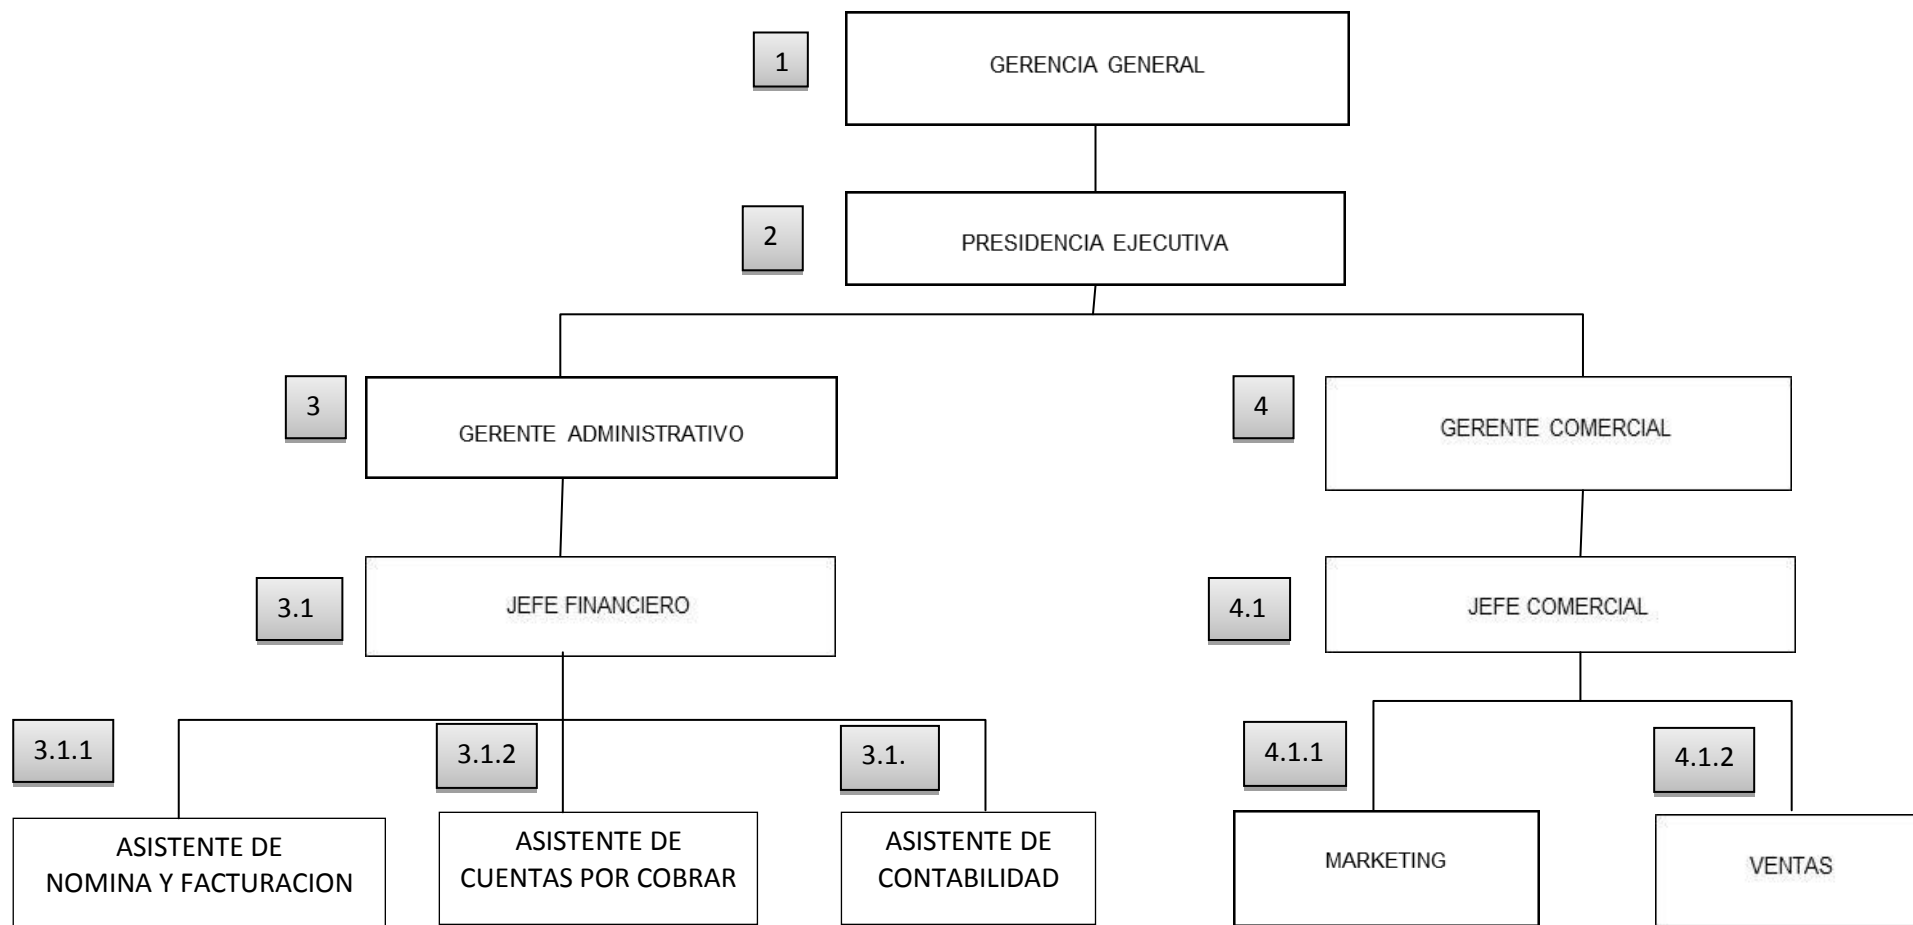 1
GERENCIA GENERAL
2
PRESIDENCIA EJECUTIVA
3
GERENTE ADMINISTRATIVO
4
GERENTE COMERCIAL
3.1
JEFE FINANCIERO
4.1
JEFE COMERCIAL
3.1.1
3.1.2
3.1.
4.1.1
4.1.2
ASISTENTE DE
NOMINA Y FACTURACION
ASISTENTE DE
CUENTAS POR COBRAR
ASISTENTE DE
CONTABILIDAD
MARKETING
VENTAS